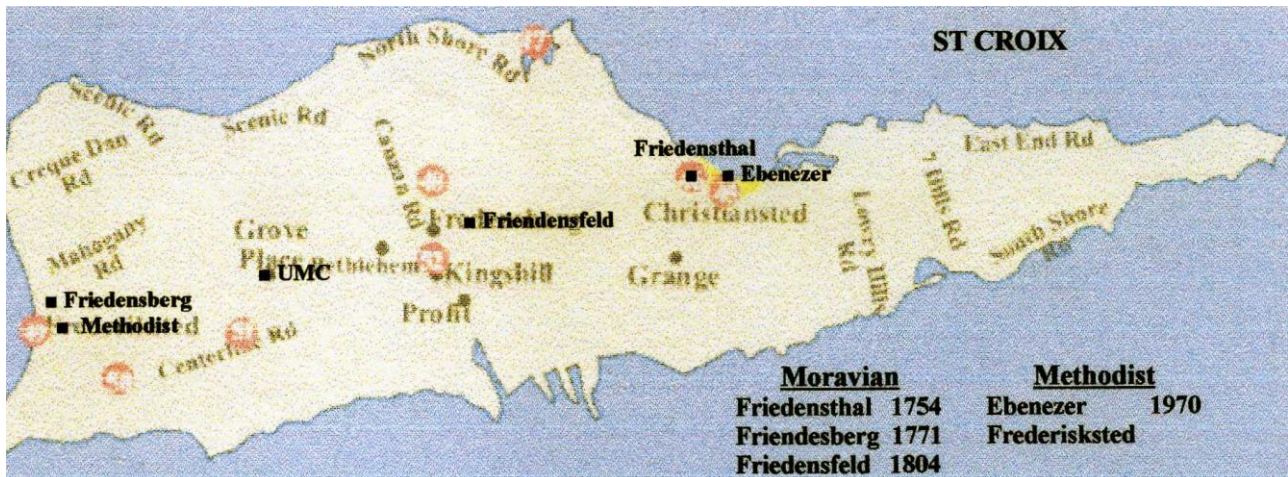 ST CROIX
North Shore Rd
Scenic Rd
Scenic Rd
Creque Dan
Rd
Canaan Rd
East End Rd
Friedensthal
Ebenezer
Christiansted
7 Hills Rd
Lowry Hills
Rd
South Shore
Rd
Friendensfeld
Grove
Place
Mahogany
Rd
UMC
Bethlehem
Kingshill
Grange
Profit
Friedensberg
Methodist
Centerline Rd
Moravian
Friedensthal 1754
Friendesberg 1771
Friedensfeld 1804
Methodist
Ebenezer 1970
Frederisksted